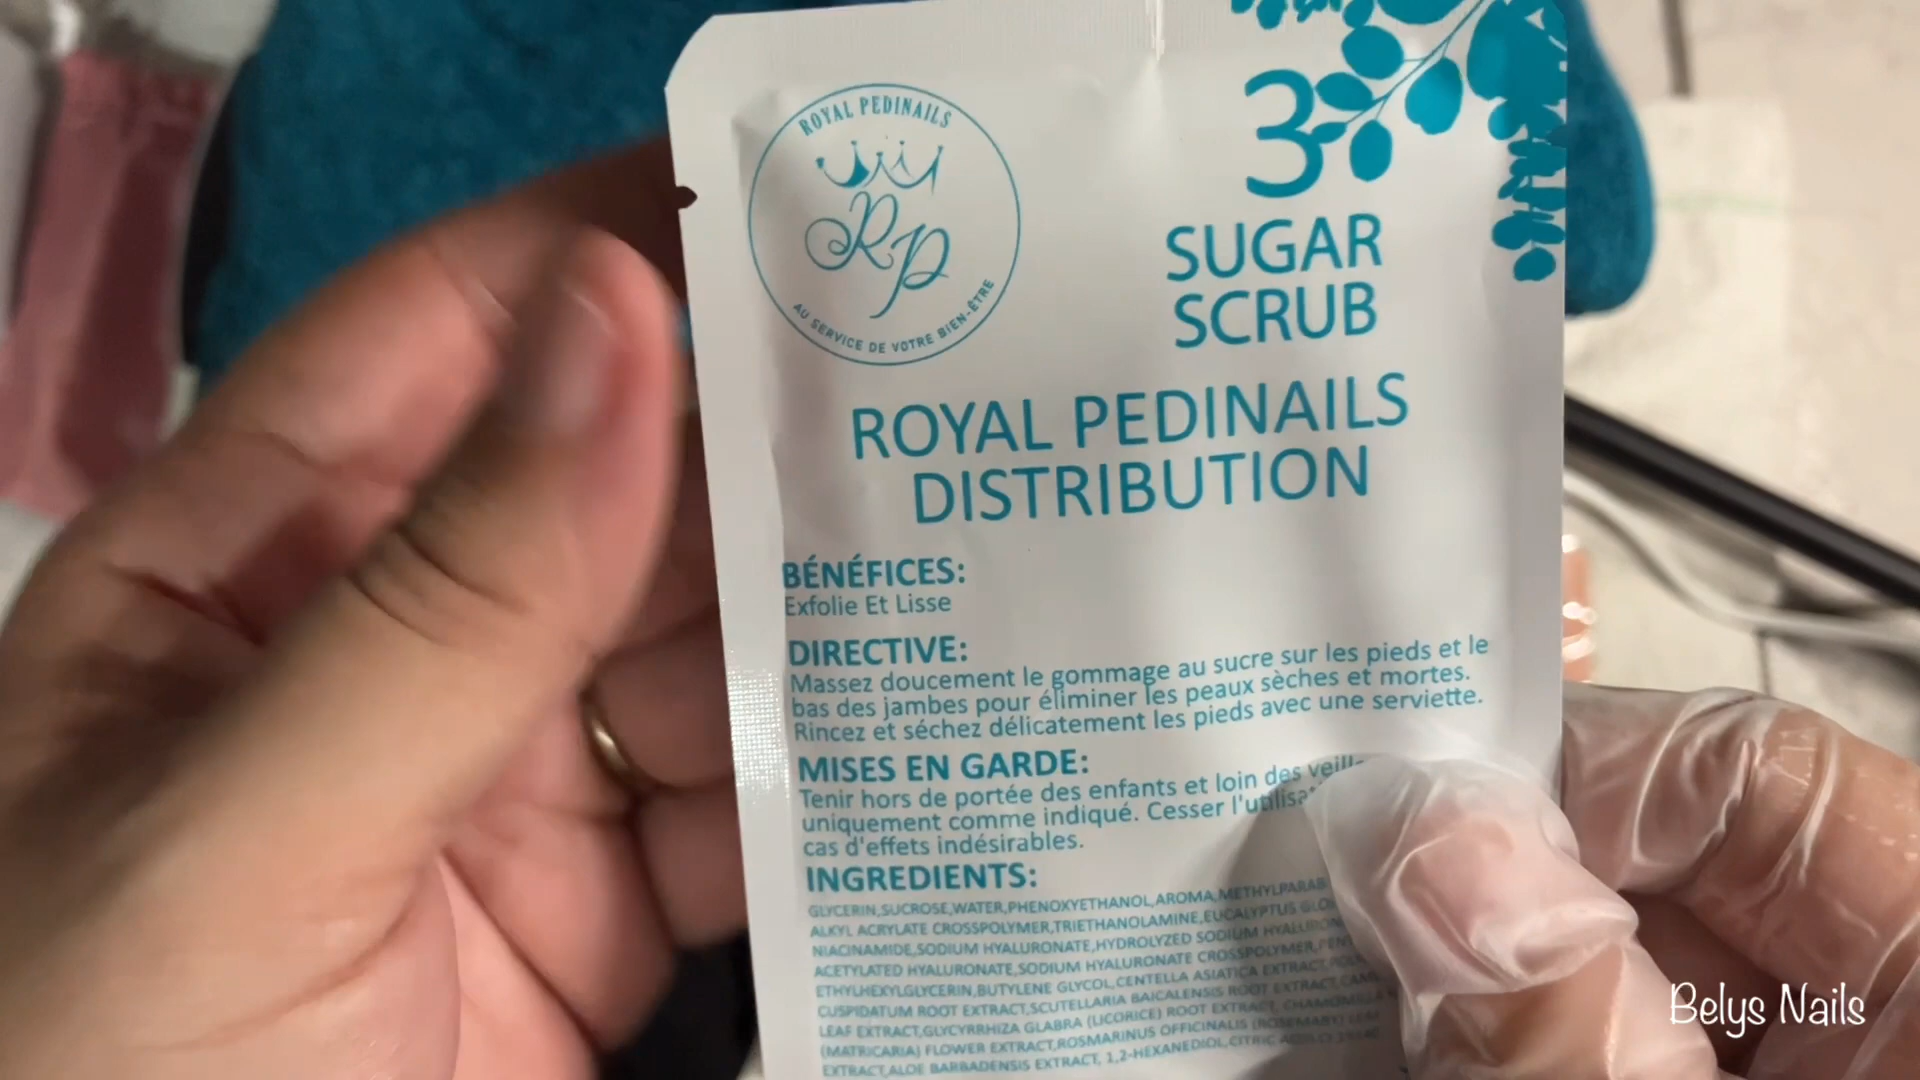 ROYAL PEDINAILS
RP
AU SERVICE DE VOTRE BIEN-ÊTRE
3
SUGAR
SCRUB
ROYAL PEDINAILS
DISTRIBUTION
BÉNÉFICES:
Exfolie Et Lisse
DIRECTIVE:
Massez doucement le gommage au sucre sur les pieds et le
bas des jambes pour éliminer les peaux sèches et mortes.
Rincez et séchez délicatement les pieds avec une serviette.
MISES EN GARDE:
Tenir hors de portée des enfants et loin des
uniquement comme indiqué. Cesser
cas d'effets indésirables.
INGREDIENTS:
GLYCERIN,SUCROSE,WATER,PHENOXYETHANOL,AROMA,
ALKYL ACRYLATE CROSSPOLYMER,TRIETHANOLAMINE,EUCALYPTUS
NIACINAMIDE,SODIUM HYALURONATE,HYDROLYZED SODIUM
ACETYLATED HYALURONATE,SODIUM HYALURONATE CROSSPOLYMER,
ETHYLHEXYLGLYCERIN,BUTYLENE GLYCOL,CENTELLA ASIATICA EXTRACT,
CUSPIDATUM ROOT EXTRACT,SCUTELLARIA BAICALENSIS ROOT EXTRACT,
LEAF EXTRACT,GLYCYRRHIZA GLABRA (LICORICE) ROOT EXTRACT, CHAMOMILLA
(MATRICARIA) FLOWER EXTRACT,ROSMARINUS OFFICINALIS (ROSEMARY) LEAF
EXTRACT,ALOE BARBADENSIS EXTRACT, 1,2-HEXANEDIOL,CITRIC
Belys Nails